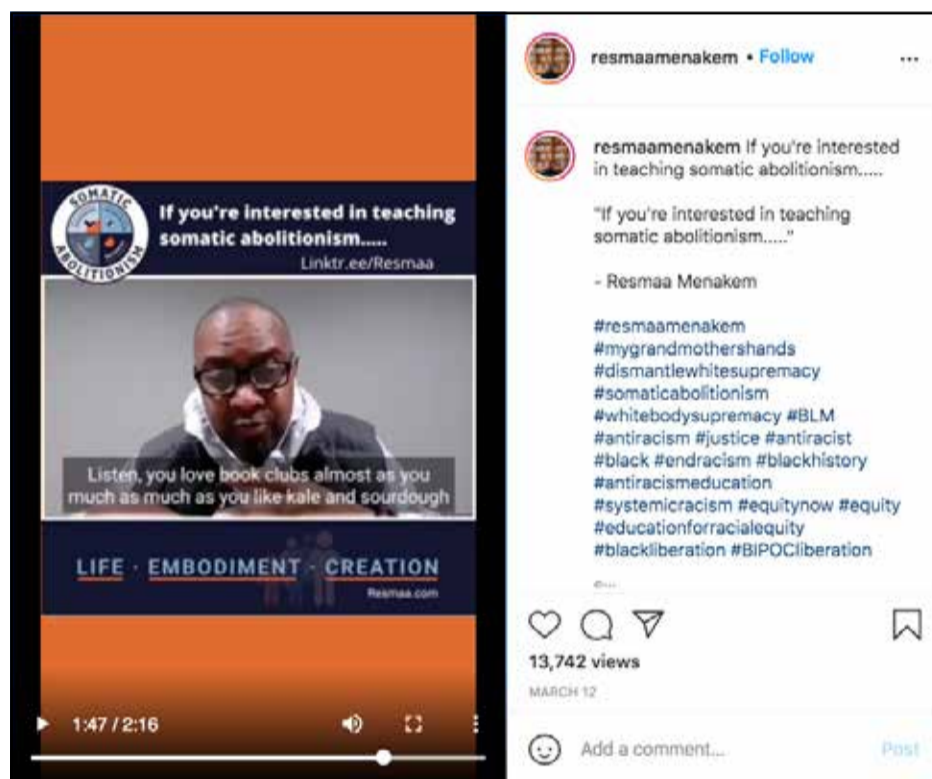 SOMATIC
ABOLITIONISM
If you're interested in teaching
somatic abolitionism.....
Linktr.ee/Resmaa
Listen, you love book clubs almost as you
much as much as you like kale and sourdough
LIFE · EMBODIMENT · CREATION
Resmaa.com
1:47 / 2:16
resmaamenakem • Follow
resmaamenakem If you're interested
in teaching somatic abolitionism.....
"If you're interested in teaching
somatic abolitionism....."
- Resmaa Menakem
#resmaamenakem
#mygrandmothershands
#dismantlewhitesupremacy
#somaticabolitionism
#whitebodysupremacy #BLM
#antiracism #justice #antiracist
#black #endracism #blackhistory
#antiracismeducation
#systemicracism #equitynow #equity
#educationforracialequity
#blackliberation #BIPOCliberation
13,742 views
MARCH 12
Add a comment...
Post